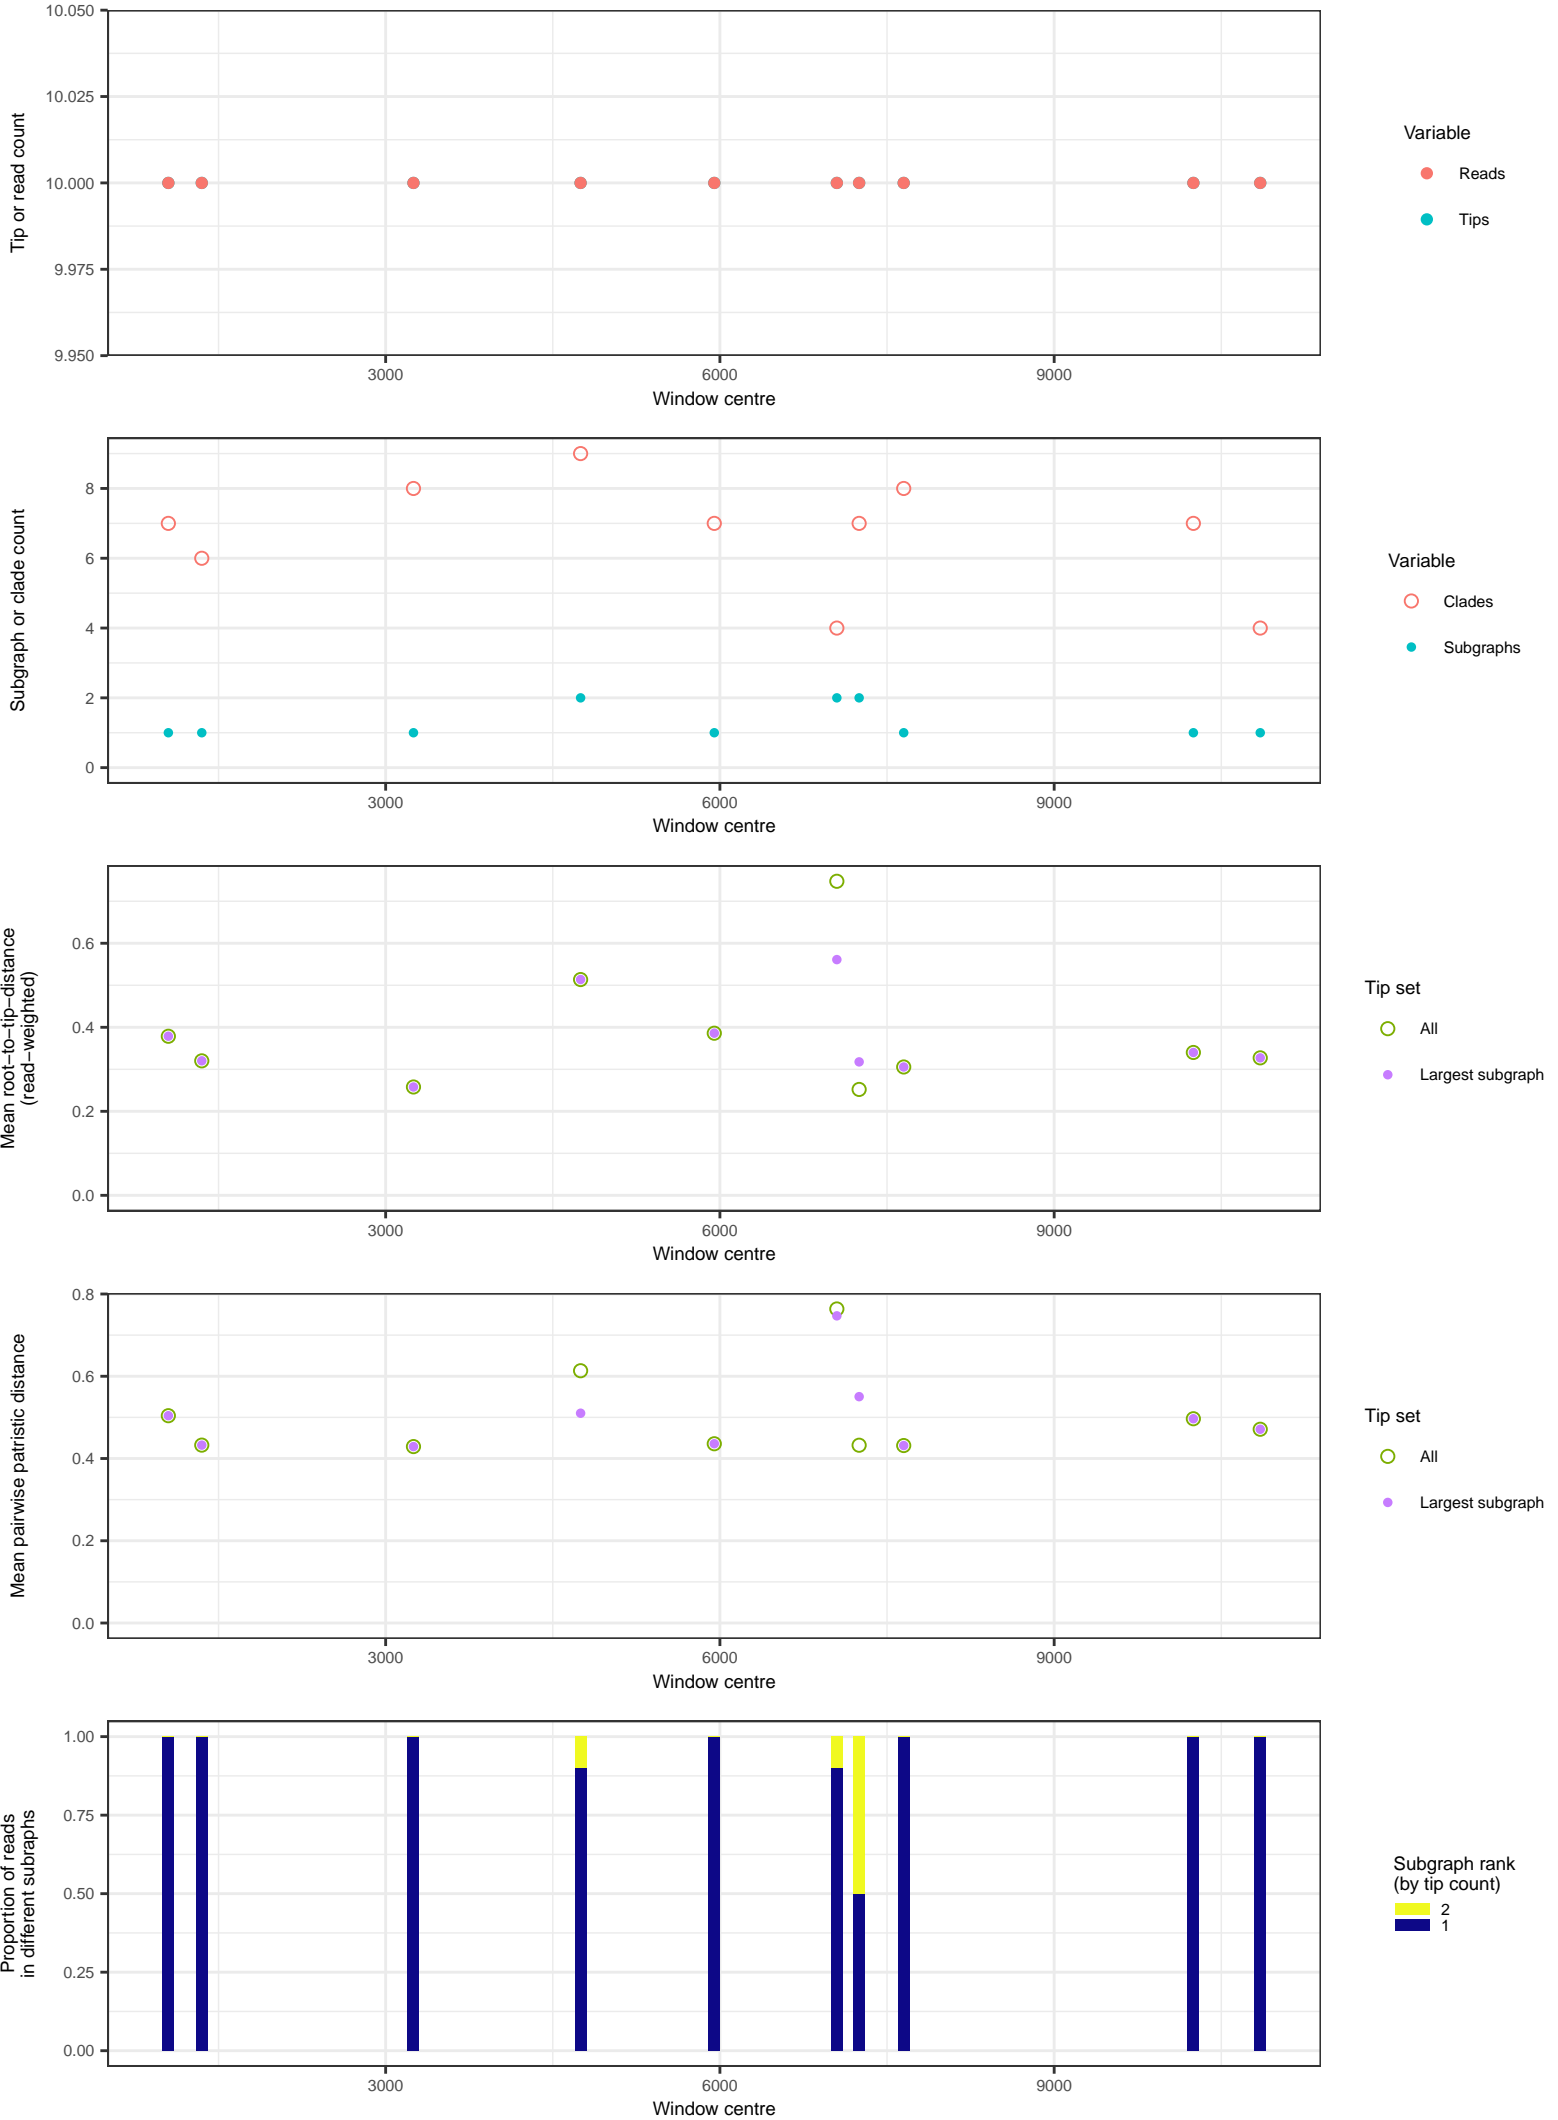 10.050
10.025
10.000
9.975
9.950
Tip or read count
3000
6000
9000
Window centre
Variable
Reads
Tips
8
6
4
2
0
Subgraph or clade count
3000
6000
9000
Window centre
Variable
Clades
Subgraphs
0.6
0.4
0.2
0.0
Mean root−to−tip−distance
(read−weighted)
3000
6000
9000
Window centre
Tip set
All
Largest subgraph
0.8
0.6
0.4
0.2
0.0
Mean pairwise patristic distance
3000
6000
9000
Window centre
Tip set
All
Largest subgraph
1.00
0.75
0.50
0.25
0.00
Proportion of reads
in different subraphs
3000
6000
9000
Window centre
Subgraph rank
(by tip count)
2
1